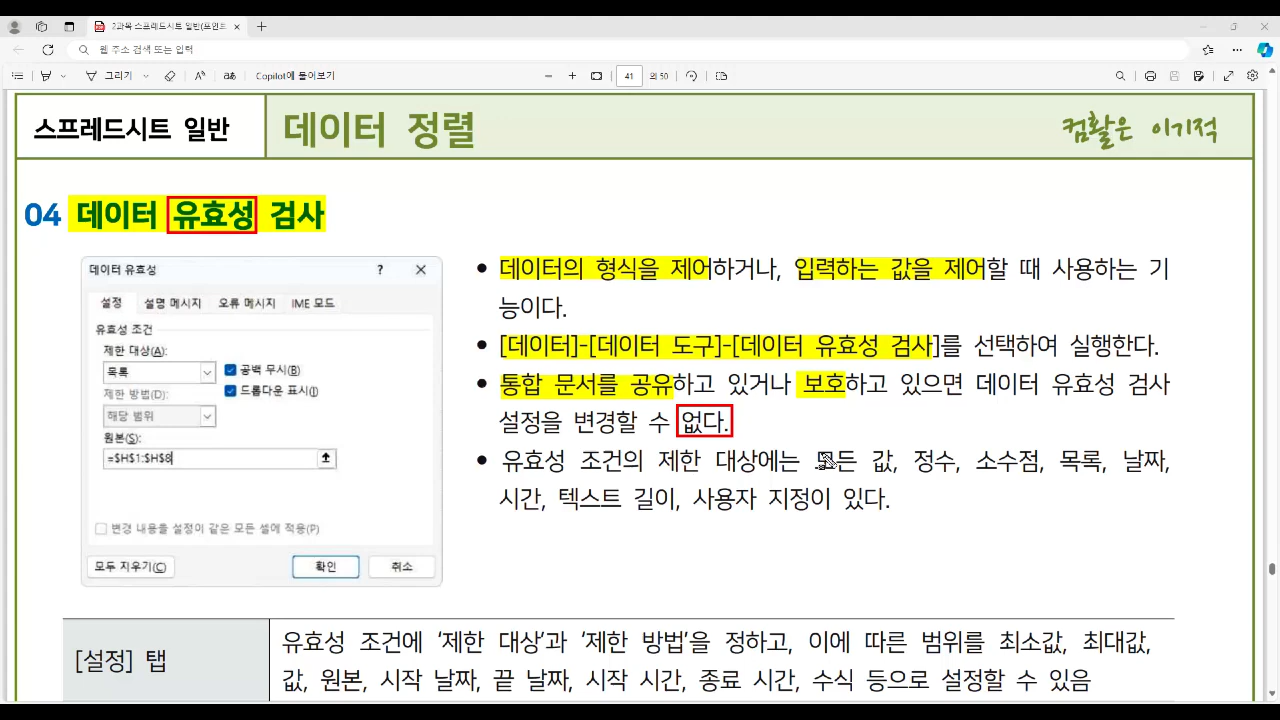 2과목 스프레드시트 일반(포인트
웹 주소 검색 또는 입력
그리기
Copilot에 물어보기
41 의 50
스프레드시트 일반
데이터 정렬
컴활은 이기적
04 데이터 유효성 검사
데이터 유효성 ?
설정 설명 메시지 오류 메시지 IME 모드
유효성 조건
제한 대상(A):
목록
공백 무시(B)
제한 방법(D):
드롭다운 표시(I)
해당 범위
원본(S):
=$H$1:$H$8
변경 내용을 설정이 같은 모든 셀에 적용(P)
모두 지우기(C) 확인 취소
• 데이터의 형식을 제어하거나, 입력하는 값을 제어할 때 사용하는 기
능이다.
• [데이터]-[데이터 도구]-[데이터 유효성 검사]를 선택하여 실행한다.
• 통합 문서를 공유하고 있거나 보호하고 있으면 데이터 유효성 검사
설정을 변경할 수 없다.
• 유효성 조건의 제한 대상에는 모든 값, 정수, 소수점, 목록, 날짜,
시간, 텍스트 길이, 사용자 지정이 있다.
[설정] 탭
유효성 조건에 ‘제한 대상’과 ‘제한 방법’을 정하고, 이에 따른 범위를 최소값, 최대값,
값, 원본, 시작 날짜, 끝 날짜, 시작 시간, 종료 시간, 수식 등으로 설정할 수 있음